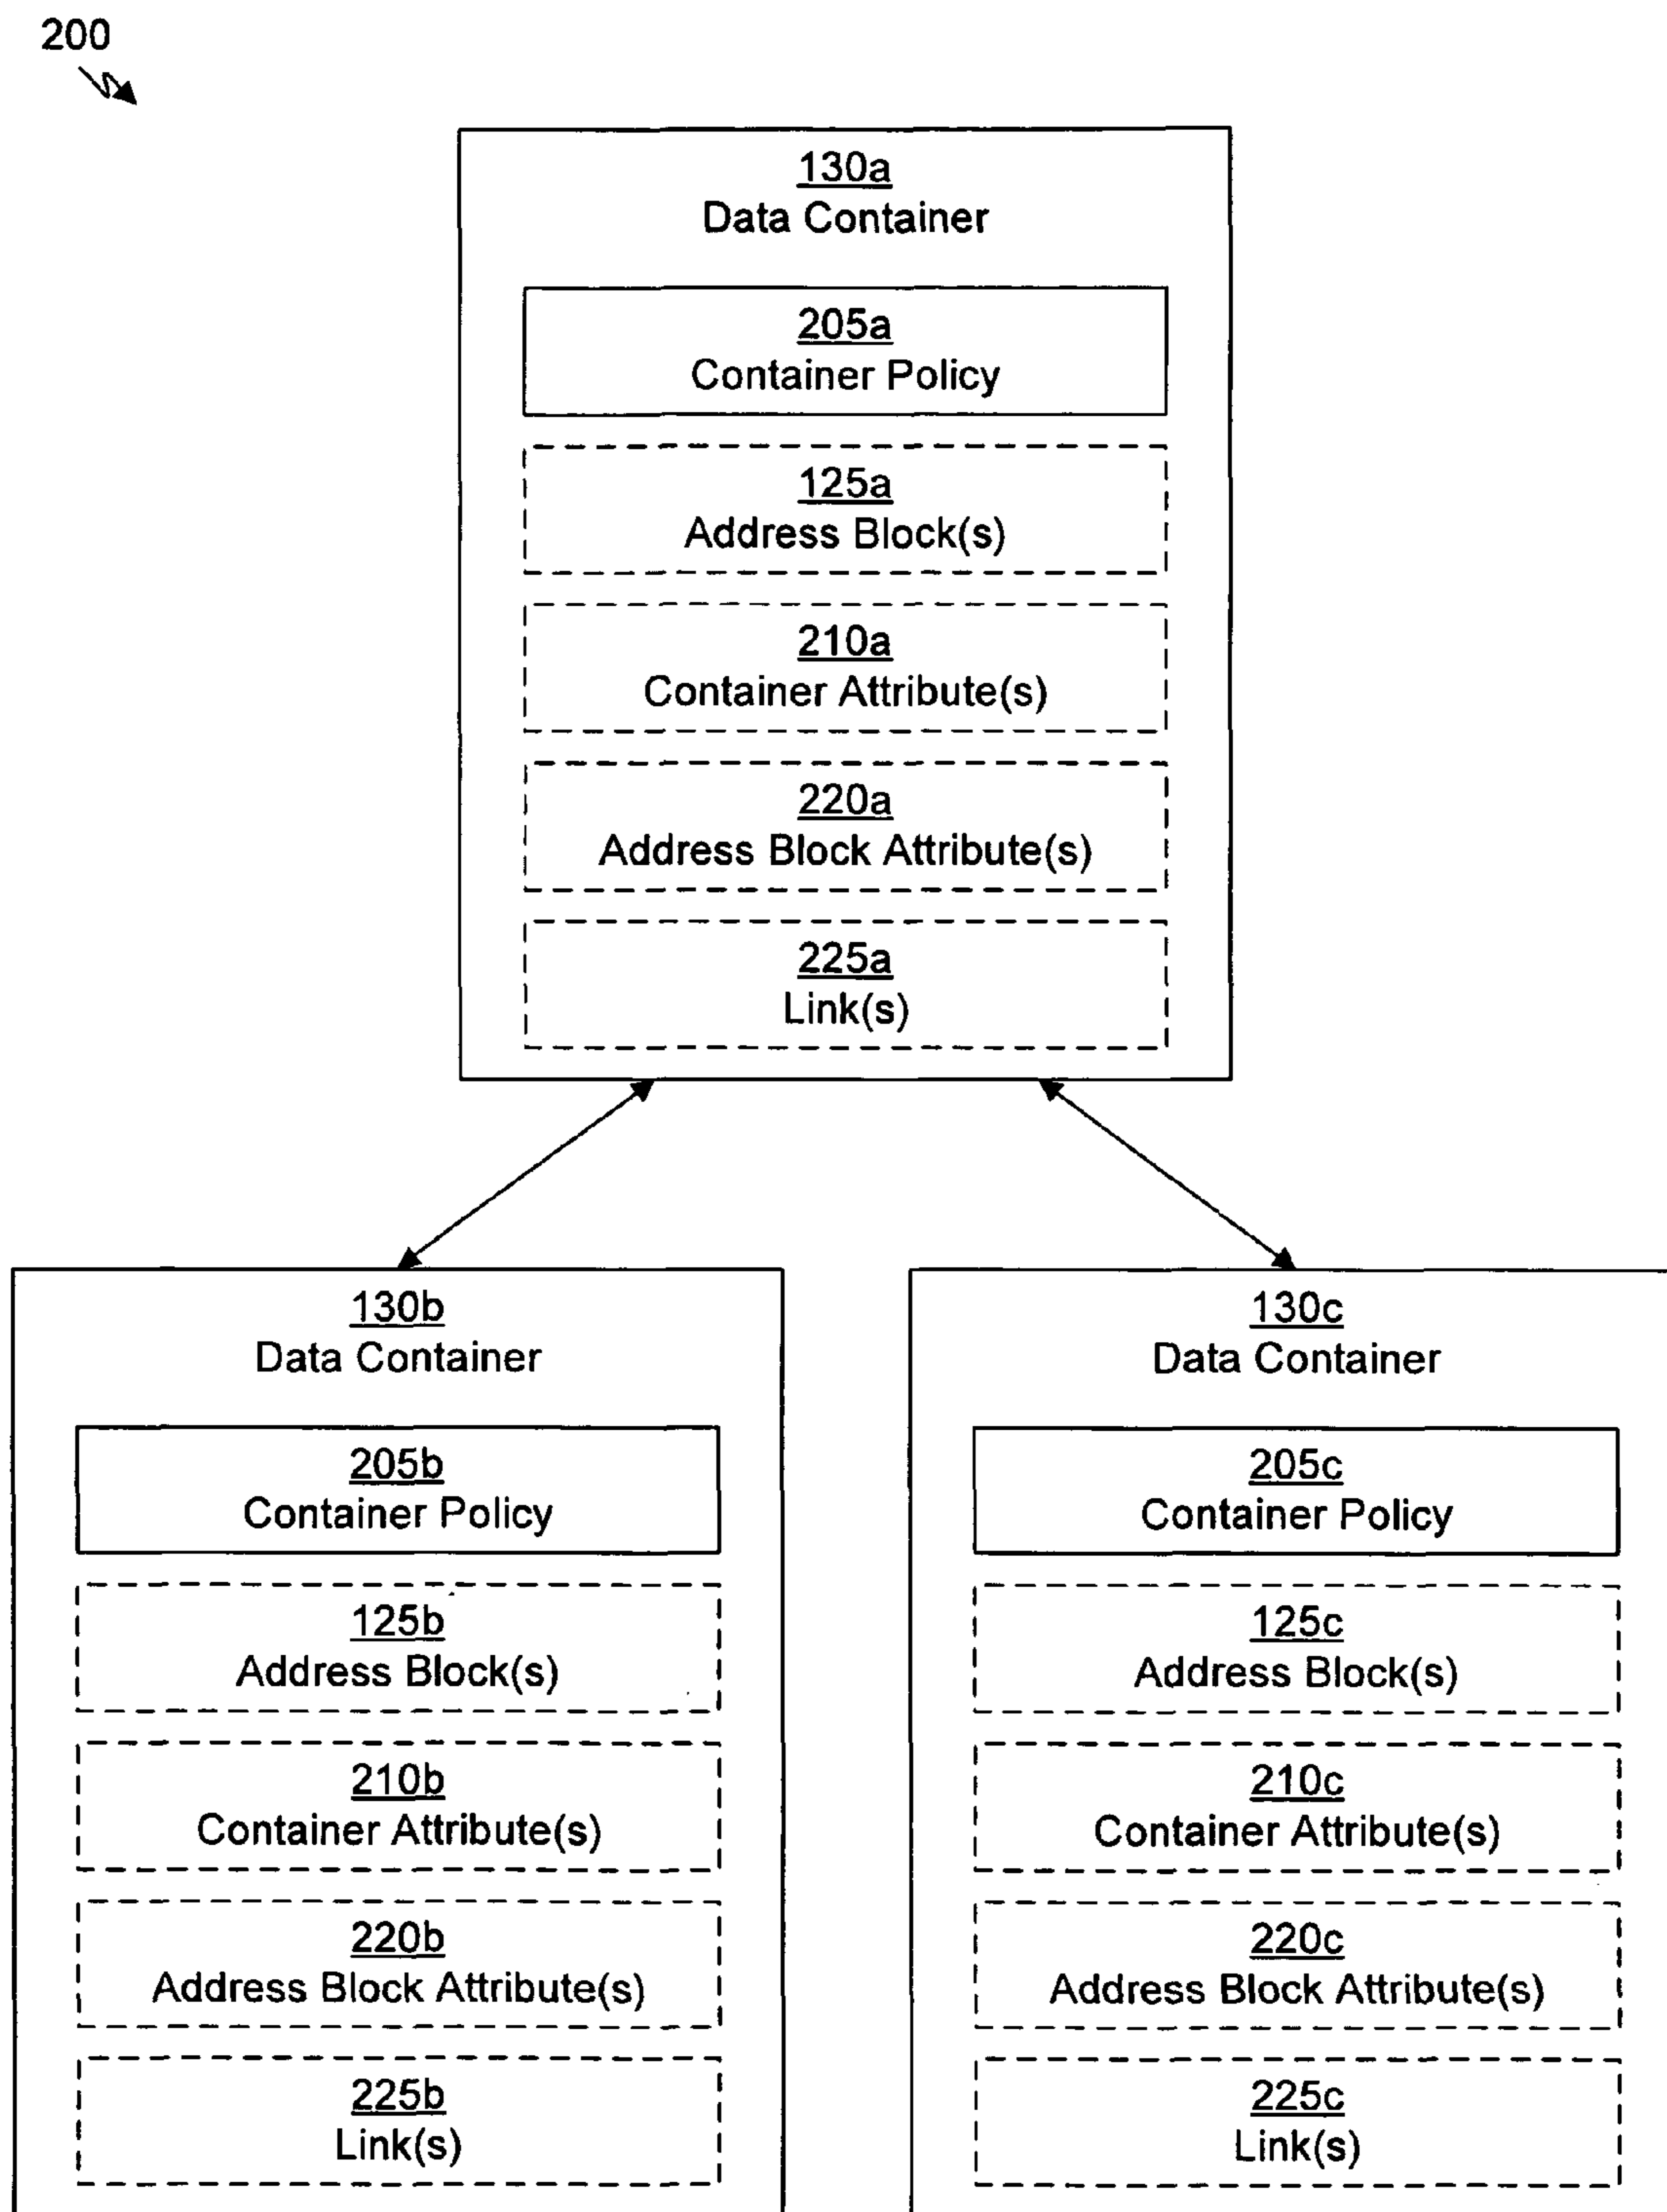 200
130a
Data Container
205a
Container Policy
125a
Address Block(s)
210a
Container Attribute(s)
220a
Address Block Attribute(s)
225a
Link(s)
130b
Data Container
205b
Container Policy
125b
Address Block(s)
210b
Container Attribute(s)
220b
Address Block Attribute(s)
225b
Link(s)
130c
Data Container
205c
Container Policy
125c
Address Block(s)
210c
Container Attribute(s)
220c
Address Block Attribute(s)
225c
Link(s)